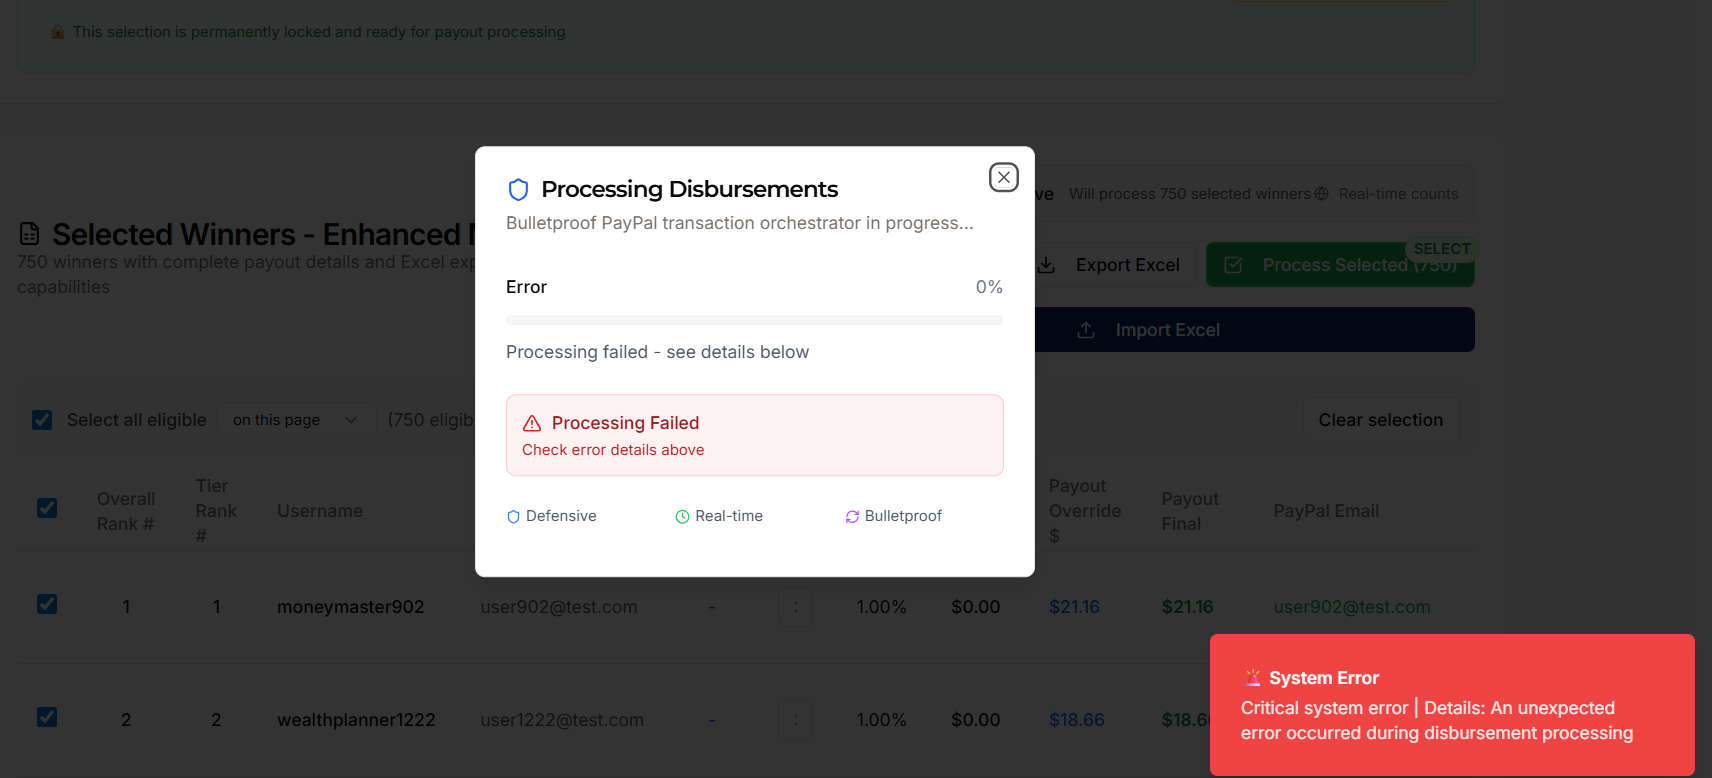 🔒 This selection is permanently locked and ready for payout processing
Processing Disbursements
Bulletproof PayPal transaction orchestrator in progress...
Error 0%
Processing failed - see details below
Processing Failed
Check error details above
Defensive Real-time Bulletproof
Will process 750 selected winners Real-time counts
Selected Winners - Enhanced
750 winners with complete payout details and Excel
capabilities
Export Excel
Process Selected (750)
SELECT
Import Excel
Select all eligible on this page (750
Clear selection
Overall Rank #
Tier Rank #
Username
Payout Override $
Payout Final
PayPal Email
1 1 moneymaster902 user902@test.com - : 1.00% $0.00 $21.16 $21.16 user902@test.com
2 2 wealthplanner1222 user1222@test.com - : 1.00% $0.00 $18.66
🚨 System Error
Critical system error | Details: An unexpected
error occurred during disbursement processing